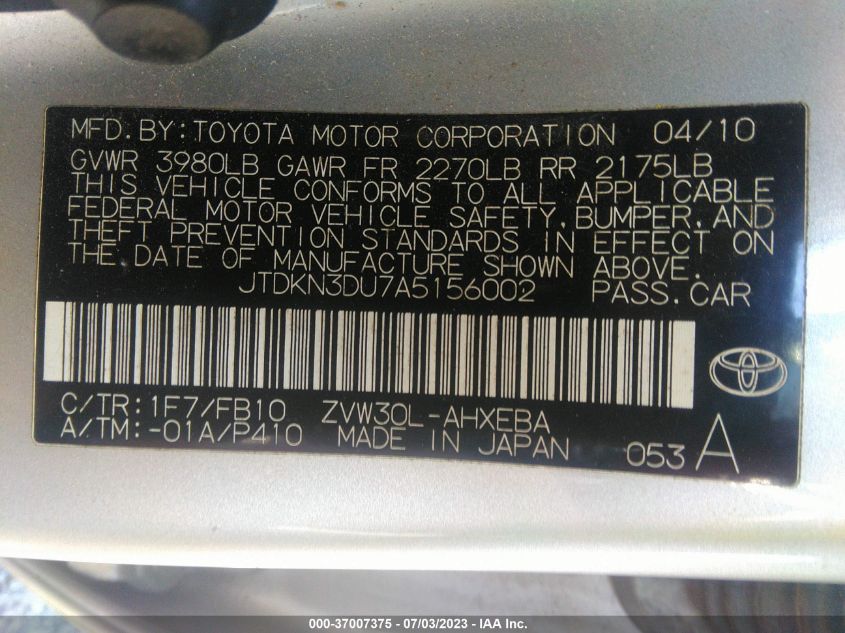 MFD. BY: TOYOTA MOTOR CORPORATION 04/10
GVWR 3980LB GAWR FR 2270LB RR 2175LB
THIS VEHICLE CONFORMS TO ALL APPLICABLE
FEDERAL MOTOR VEHICLE SAFETY, BUMPER, AND
THEFT PREVENTION STANDARDS IN EFFECT ON
THE DATE OF MANUFACTURE SHOWN ABOVE.
JTDKN3DU7A5156002 PASS. CAR
C/TR: 1F7/FB10 ZVW30L-AHXEBA
A/TM: -01A/P410 MADE IN JAPAN 053 A
000-37007375 - 07/03/2023 - IAA Inc.